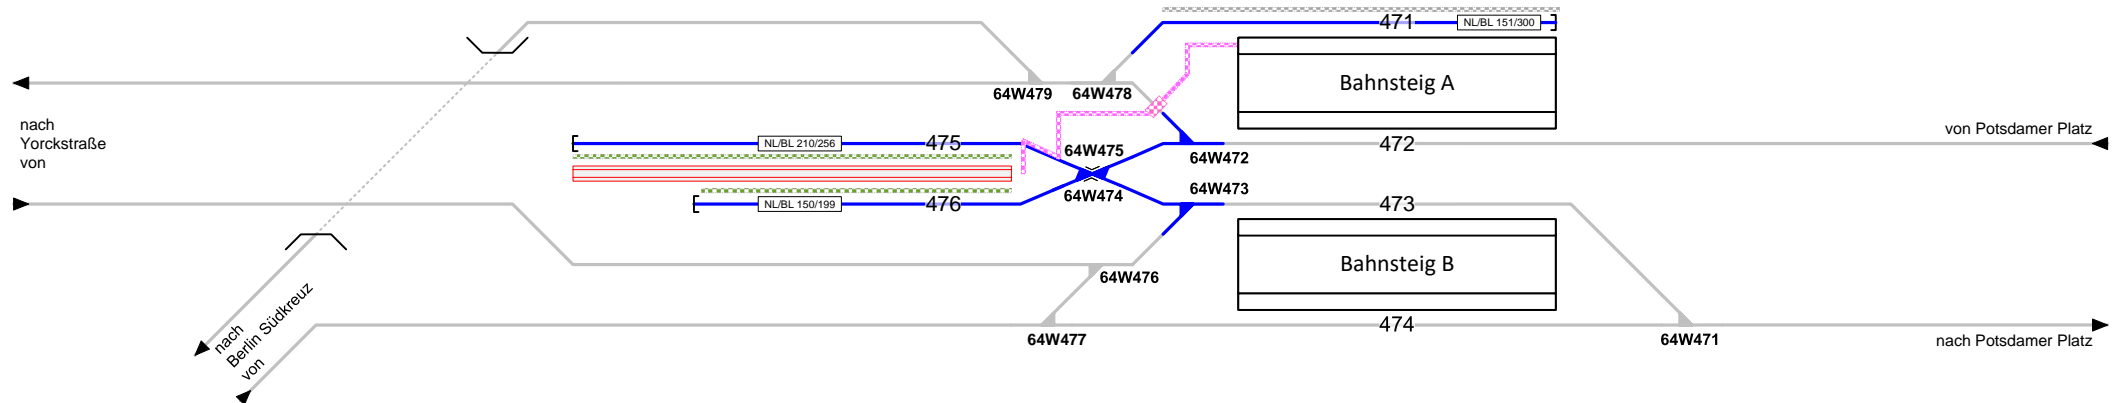 471
NL/BL 151/300
Bahnsteig A
64W479
64W478
nach
Yorckstraße
von
von Potsdamer Platz
NL/BL 210/256
475
64W475
64W472
472
64W474
64W473
NL/BL 150/199
476
473
Bahnsteig B
64W476
nach
Berlin Südkreuz
von
64W477
474
64W471
nach Potsdamer Platz